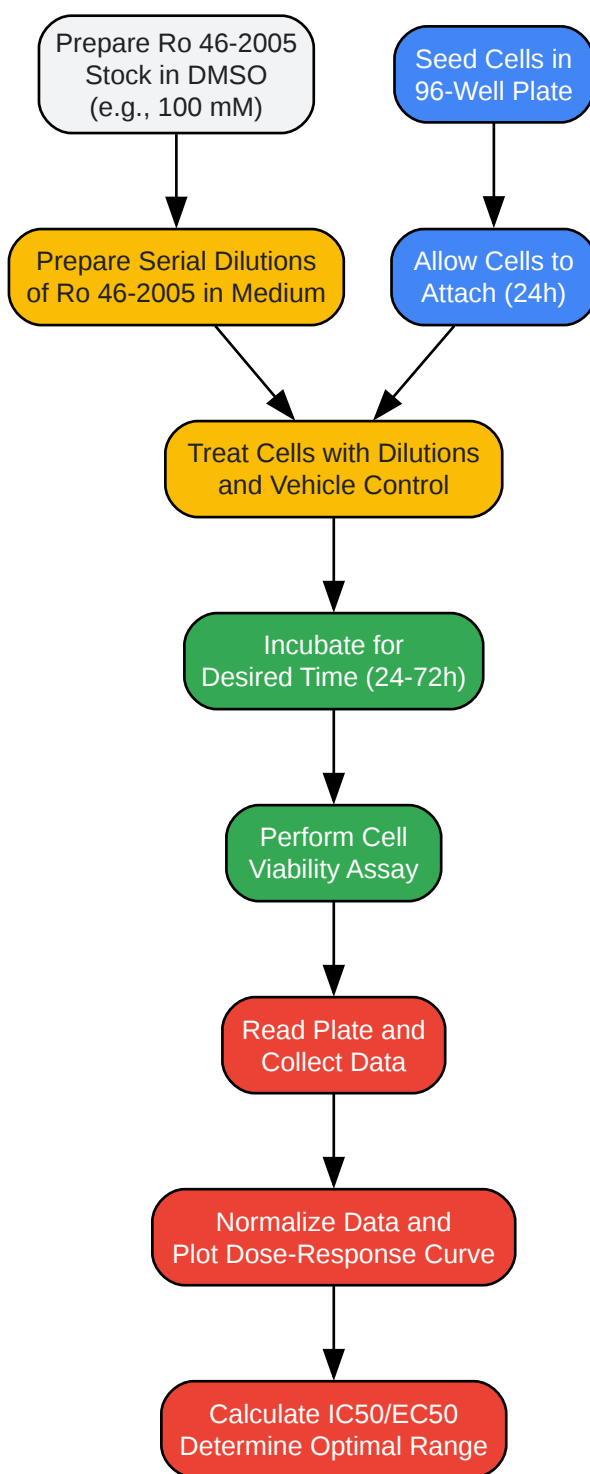 Prepare Ro 46-2005
Stock in DMSO
(e.g., 100 mM)
Seed Cells in
96-Well Plate
Prepare Serial Dilutions
of Ro 46-2005 in Medium
Allow Cells to
Attach (24h)
Treat Cells with Dilutions
and Vehicle Control
Incubate for
Desired Time (24-72h)
Perform Cell
Viability Assay
Read Plate and
Collect Data
Normalize Data and
Plot Dose-Response Curve
Calculate IC50/EC50
Determine Optimal Range